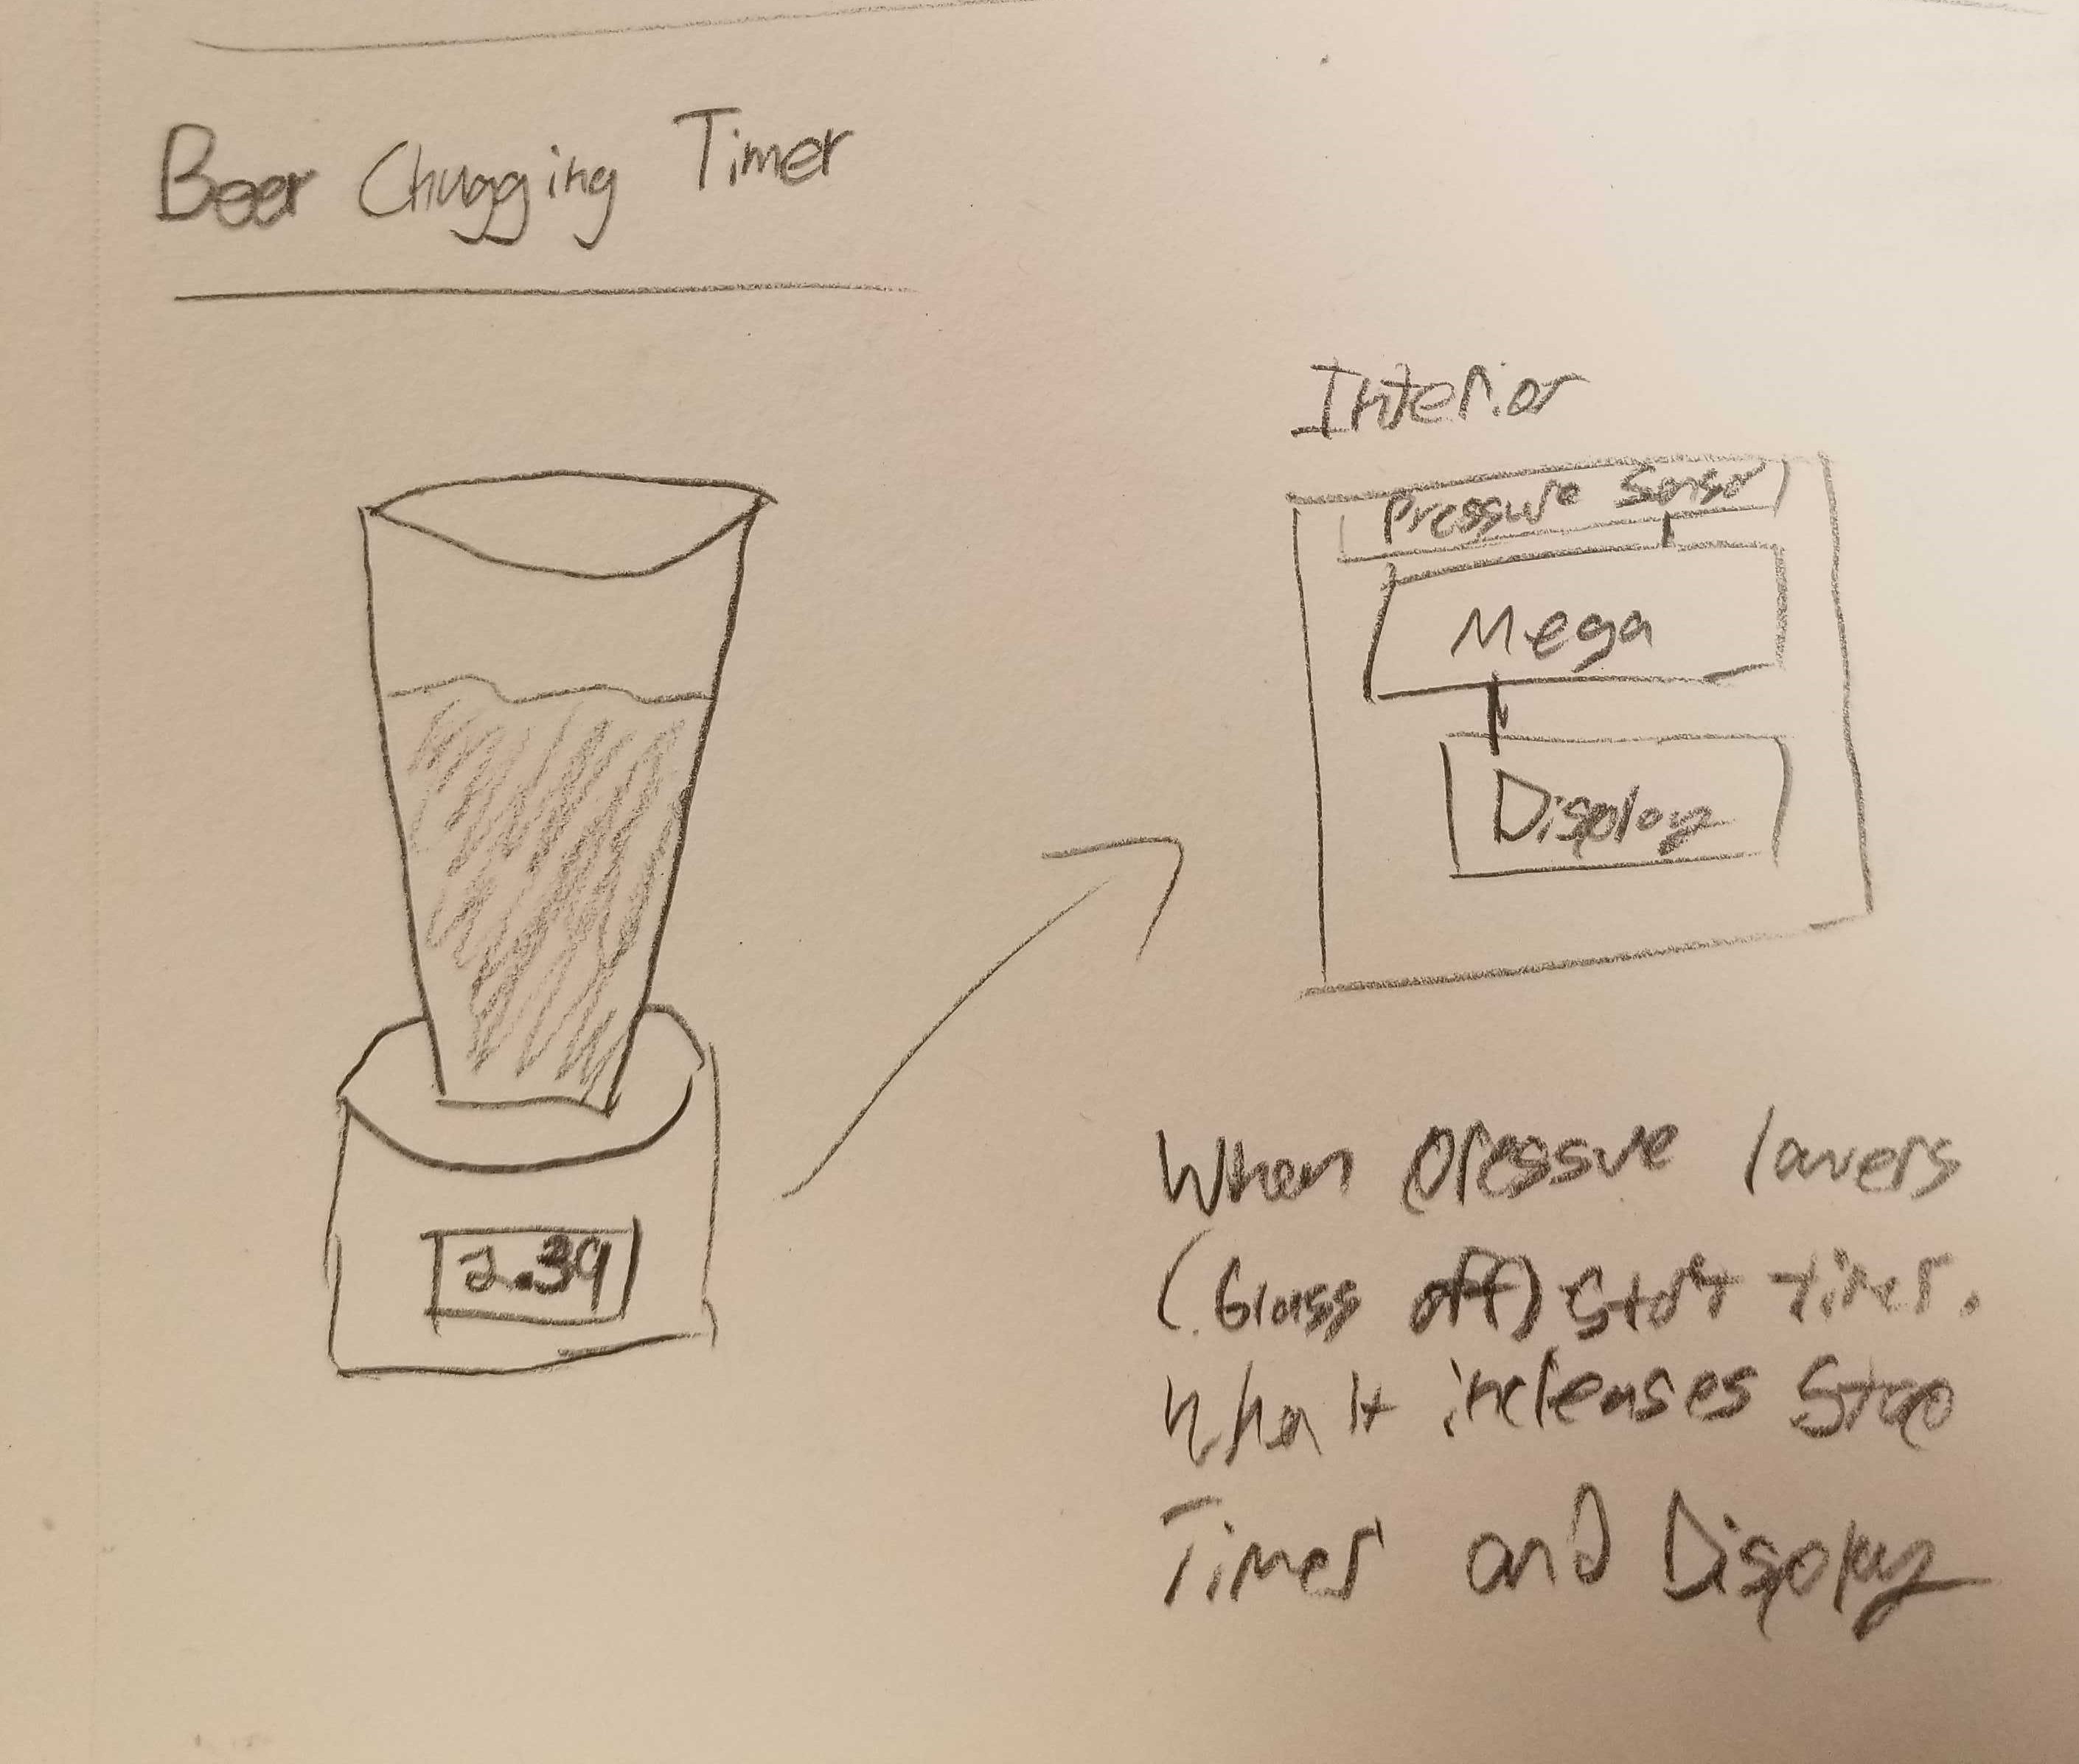 Beer Chugging Timer
Interior
Pressure Sensor
Mega
Display
2.39
When pressure lowers
(Glass off) Start timer.
When it increases Stop
Timer and Display